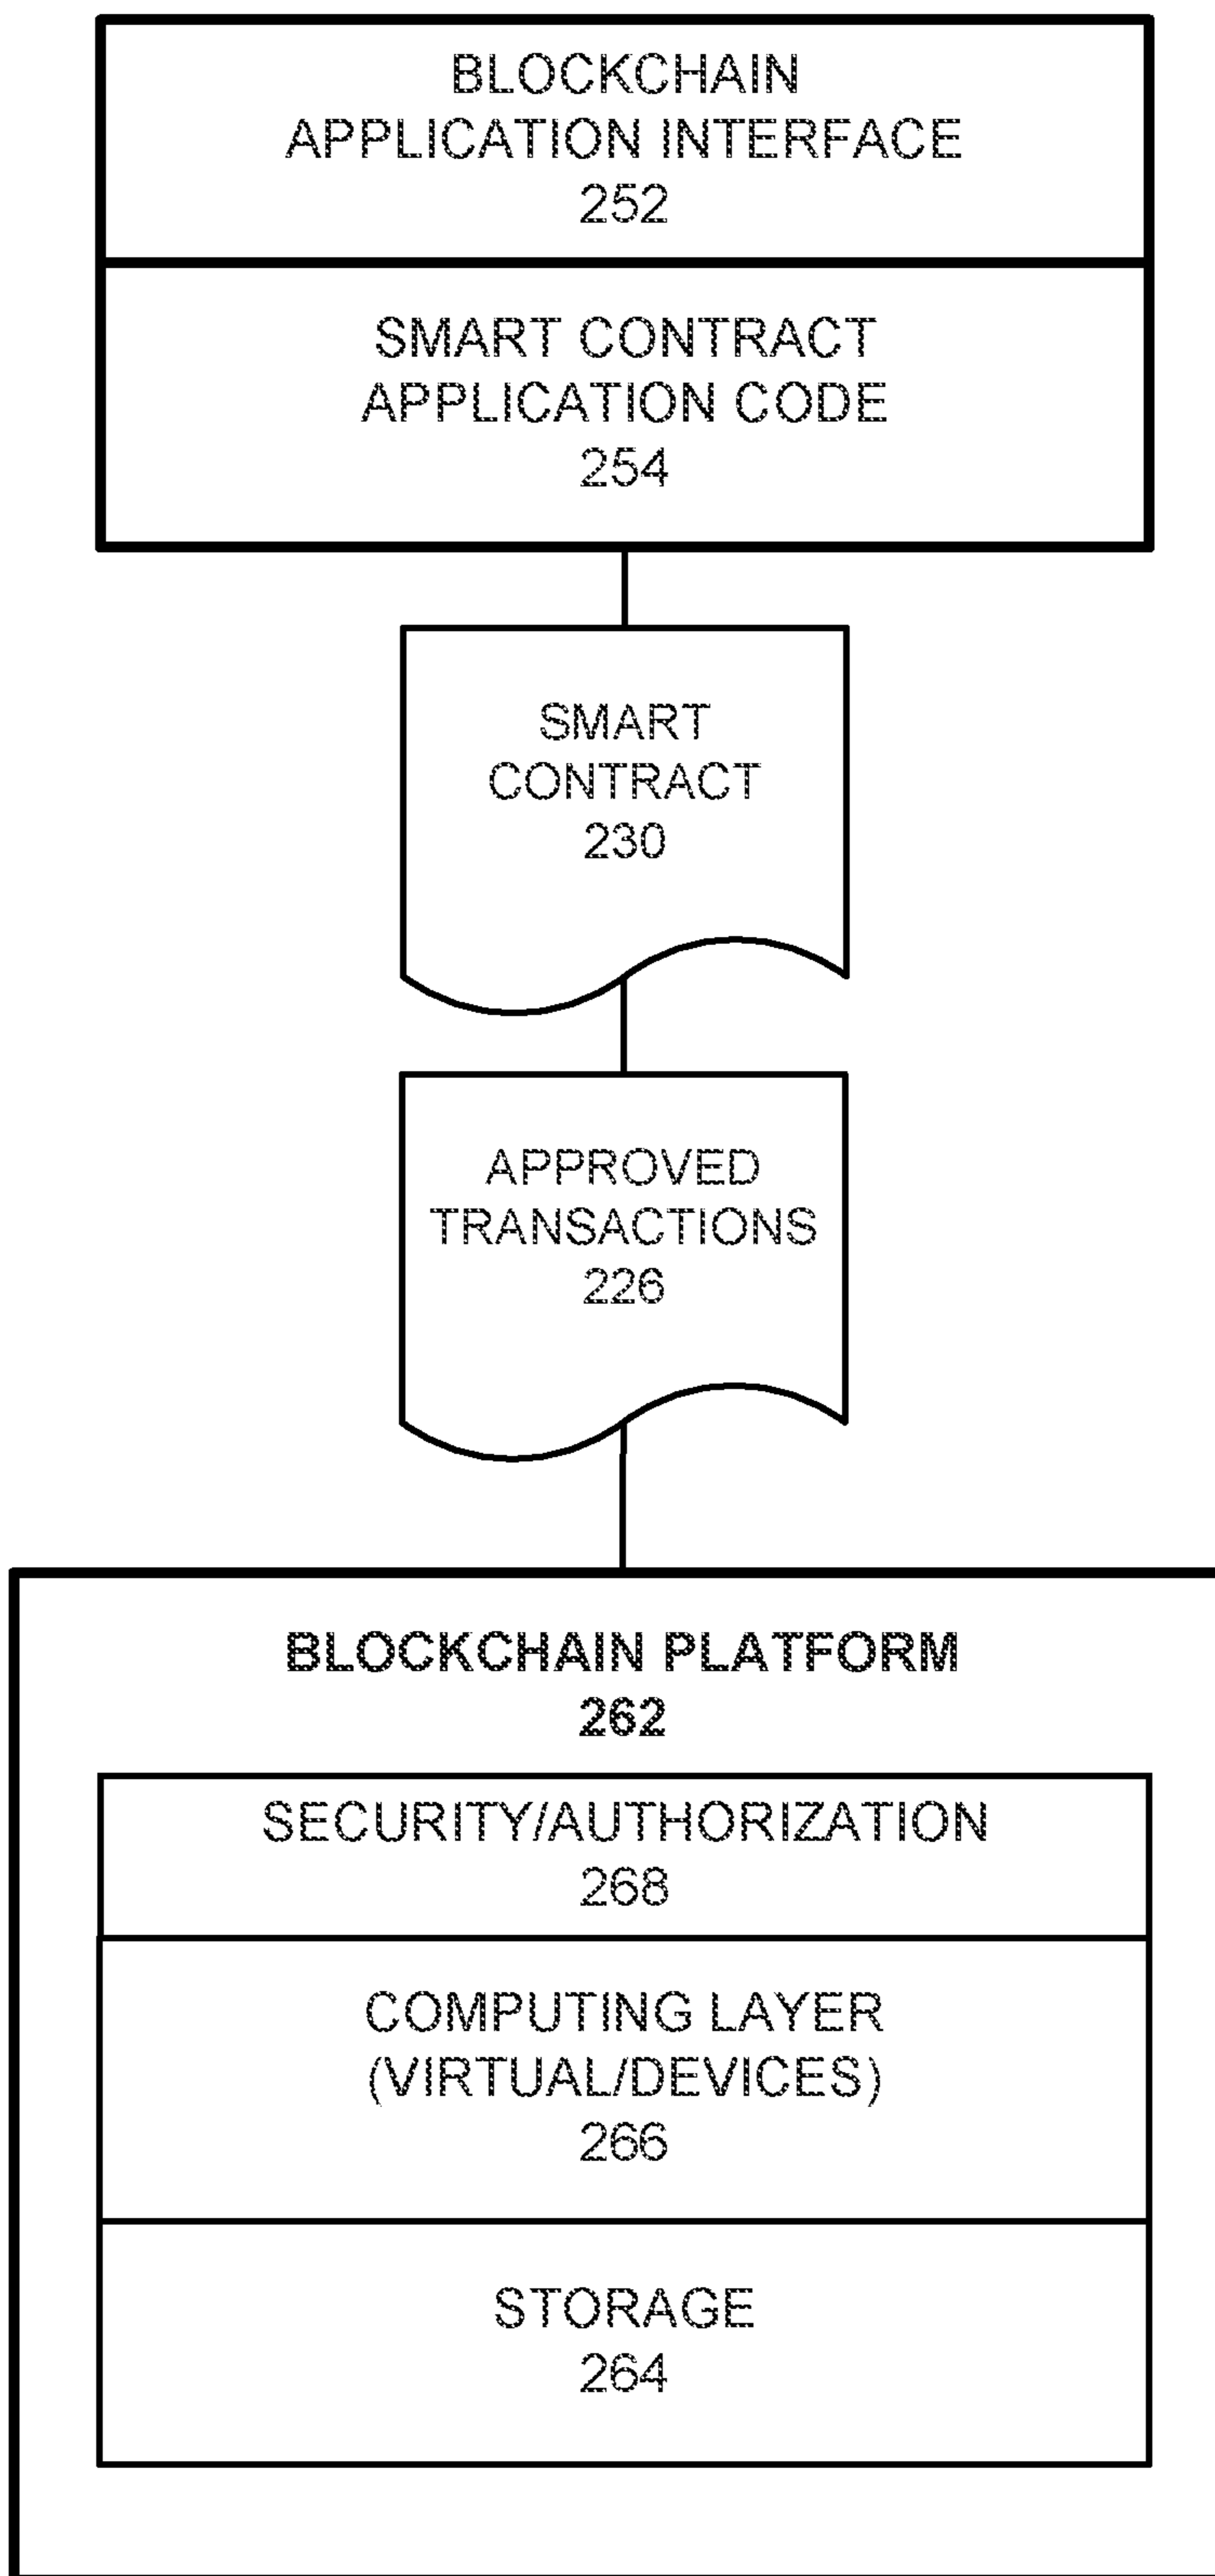 BLOCKCHAIN
APPLICATION INTERFACE
252
SMART CONTRACT
APPLICATION CODE
254
SMART
CONTRACT
230
APPROVED
TRANSACTIONS
226
BLOCKCHAIN PLATFORM
262
SECURITY/AUTHORIZATION
268
COMPUTING LAYER
(VIRTUAL/DEVICES)
266
STORAGE
264